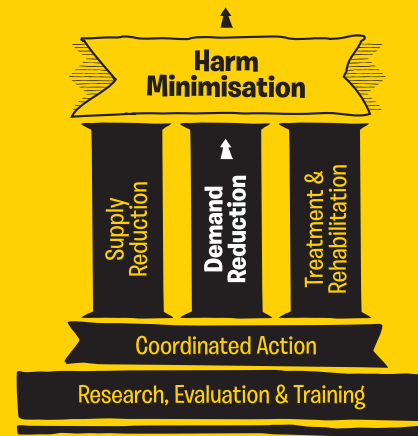 Harm
Minimisation
Supply
Reduction
Demand
Reduction
Treatment &
Rehabilitation
Coordinated Action
Research, Evaluation & Training